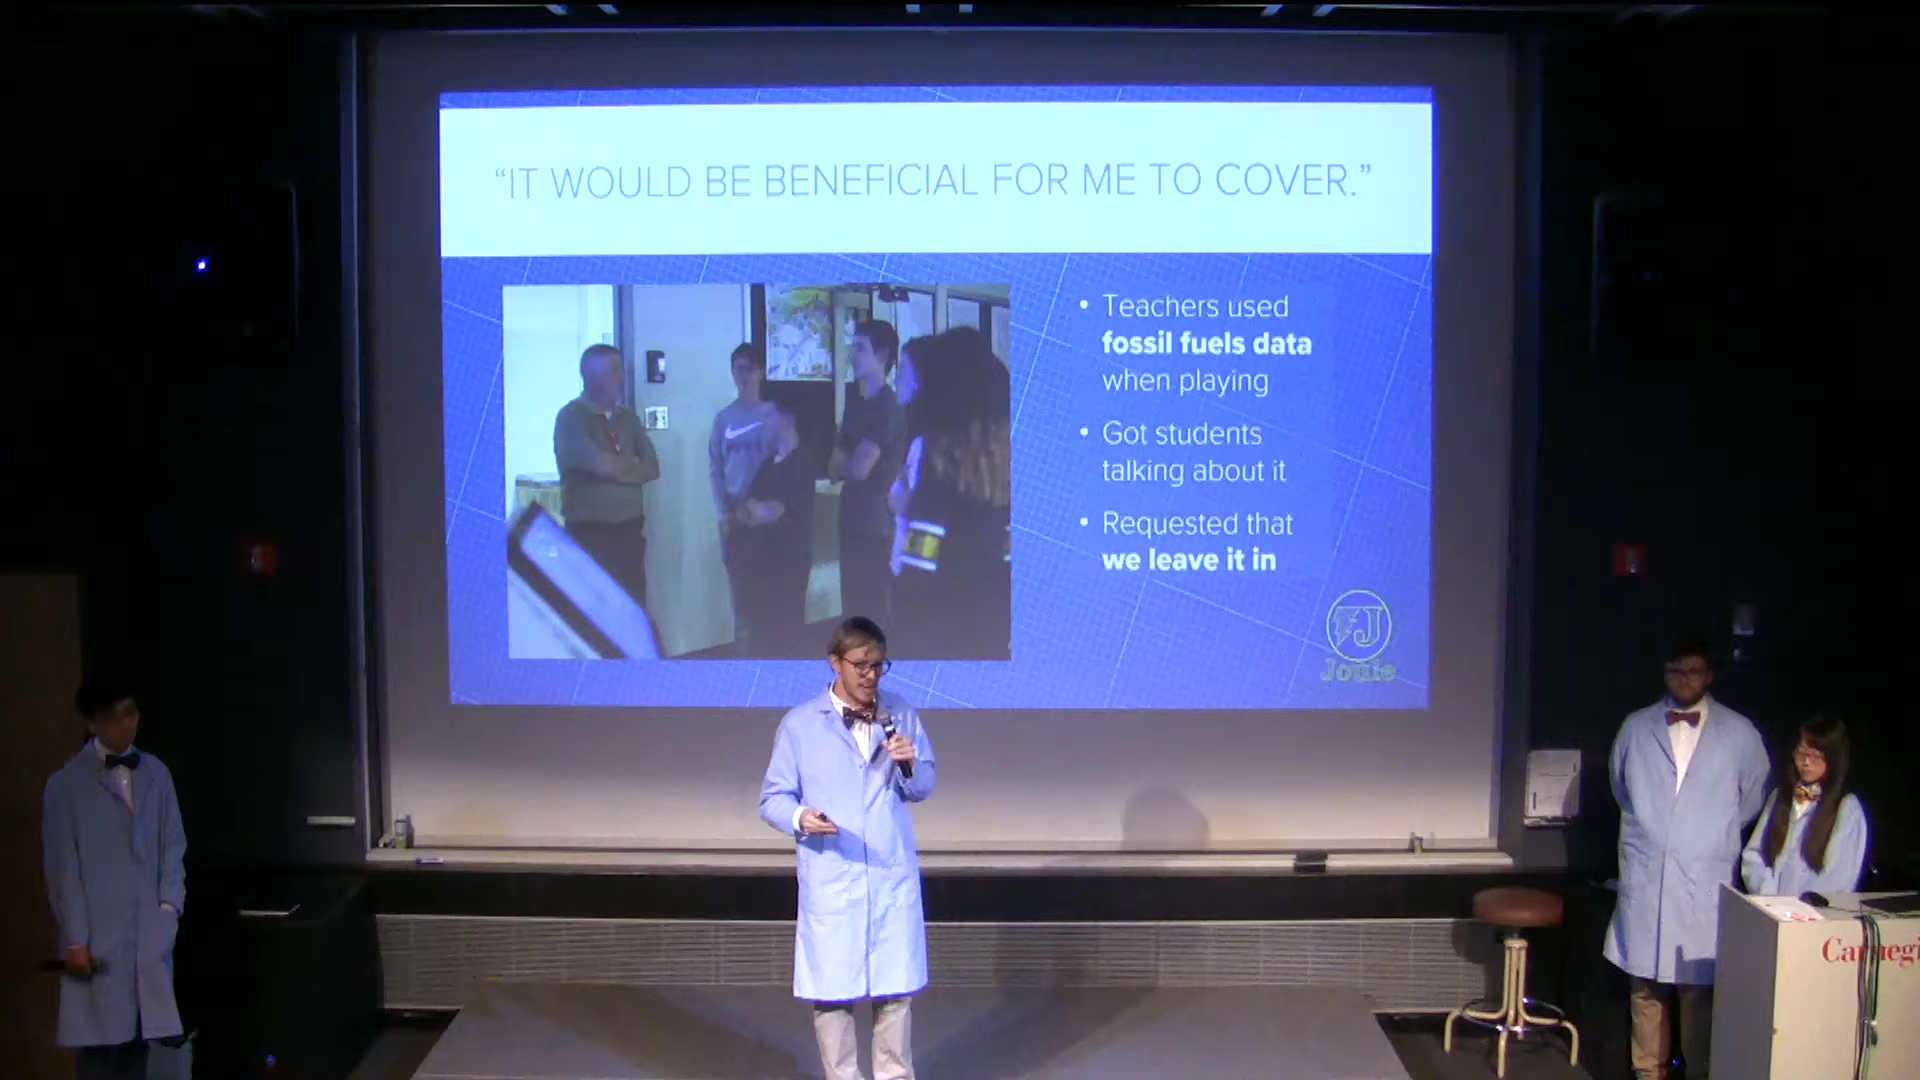 “IT WOULD BE BENEFICIAL FOR ME TO COVER.”
• Teachers used
fossil fuels data
when playing
• Got students
talking about it
• Requested that
we leave it in
J
Joule
Carnegi